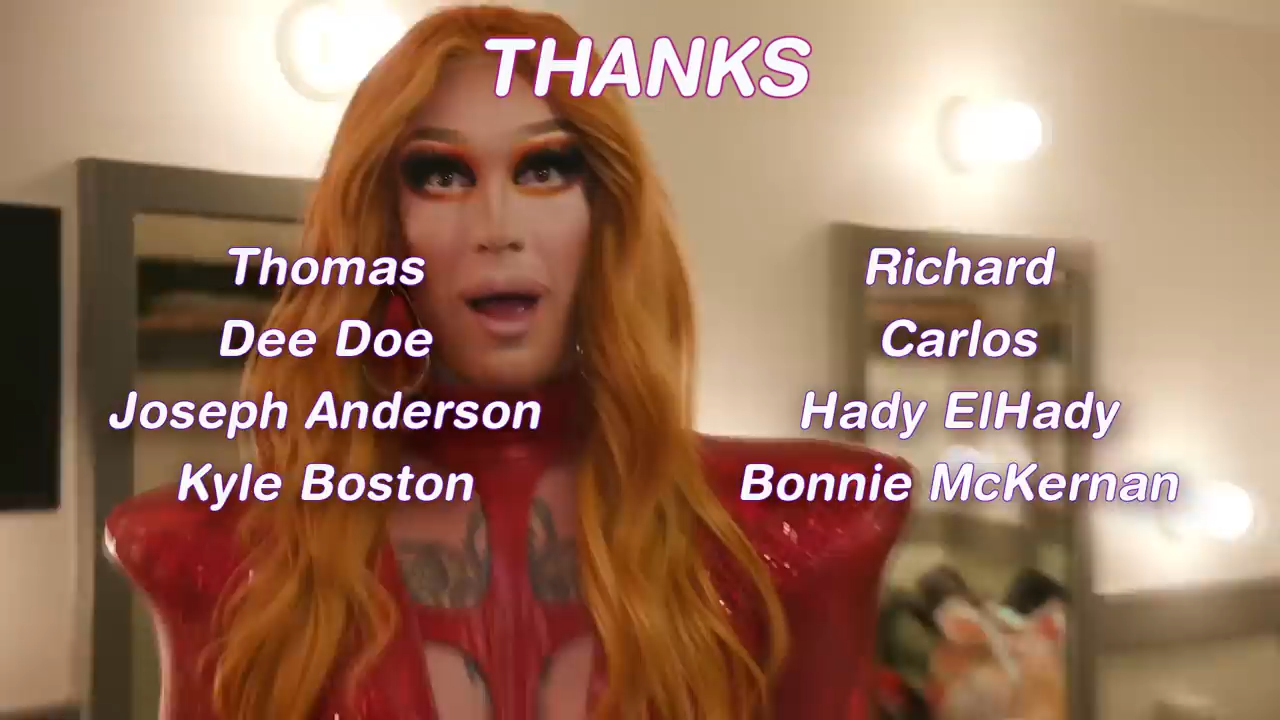 THANKS
Thomas
Dee Doe
Joseph Anderson
Kyle Boston
Richard
Carlos
Hady ElHady
Bonnie McKernan